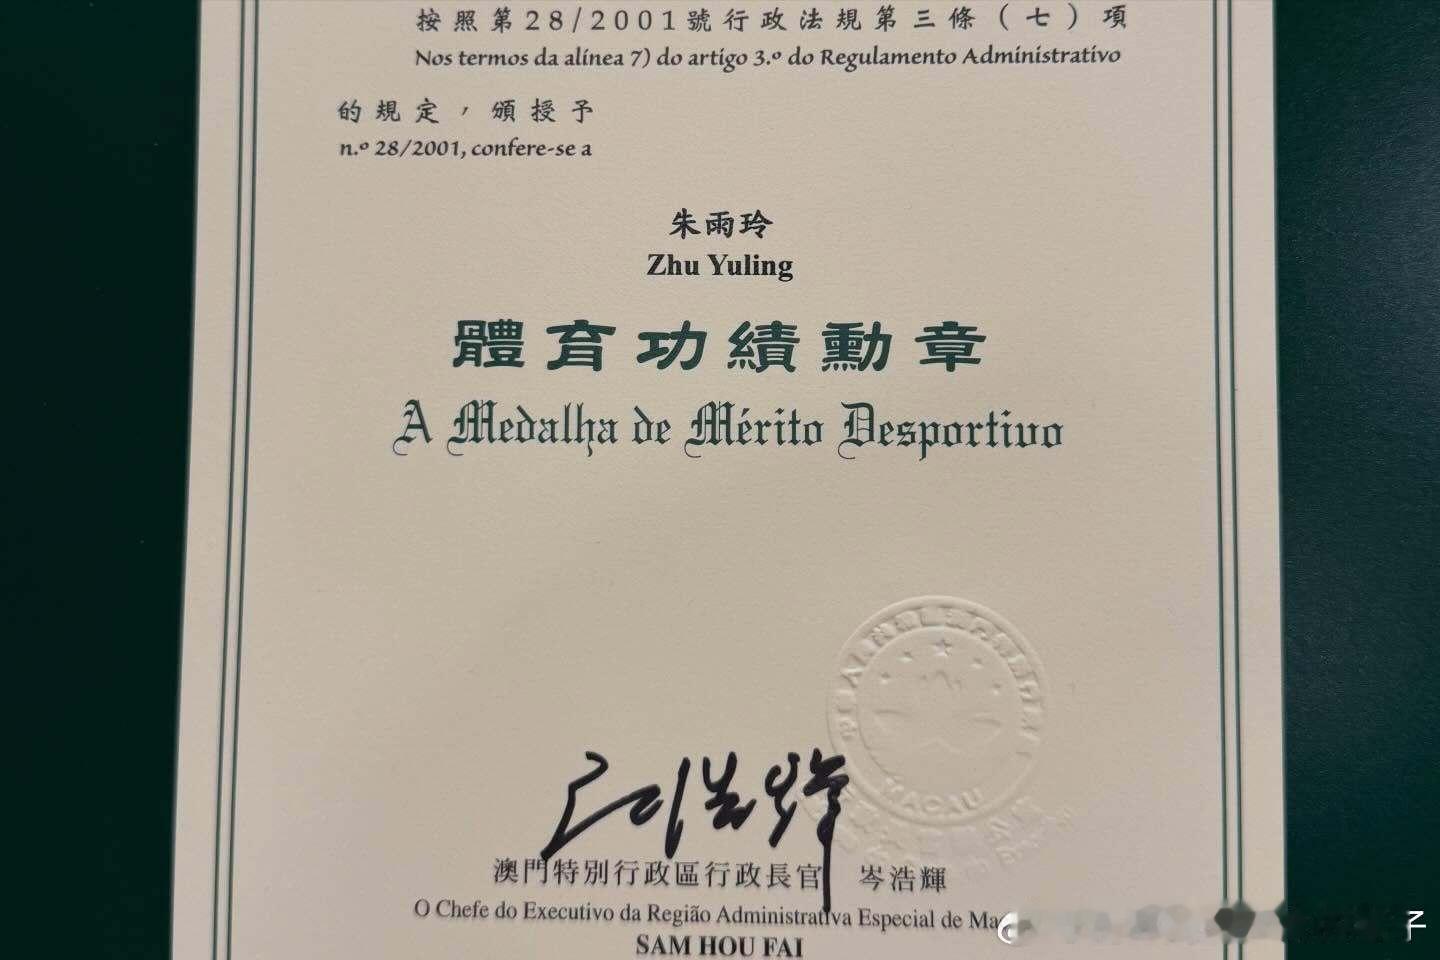 按照第28/2001號行政法規第三條（七）項
Nos termos da alínea 7) do artigo 3.º do Regulamento Administrativo
的規定，頒授予
n.º 28/2001, confere-se a
朱雨玲
Zhu Yuling
體育功績勳章
A Medalha de Mérito Desportivo
MACAU
澳門特別行政區行政長官 岑浩輝
O Chefe do Executivo da Região Administrativa Especial de Ma
SAM HOU FAI